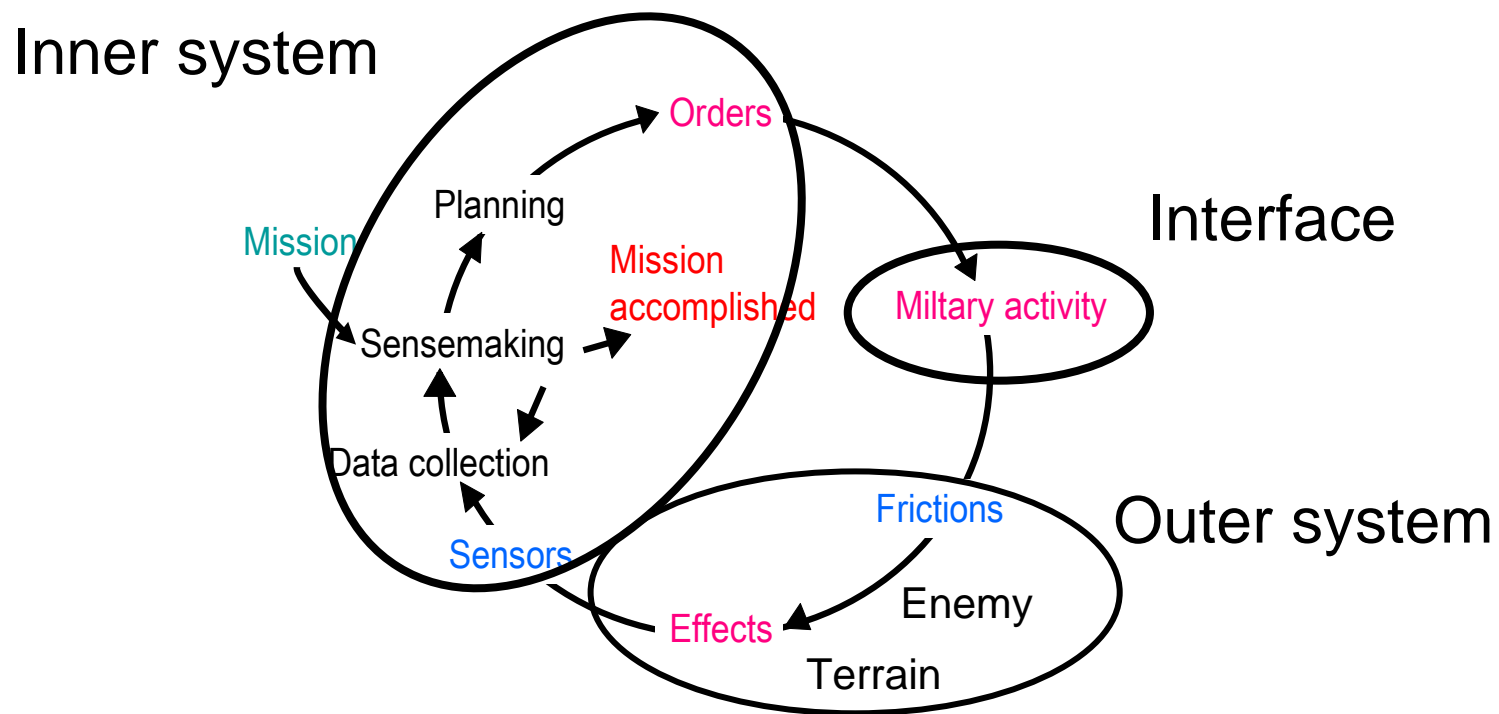 Inner system
Orders
Planning
Interface
Mission
Mission
accomplished
Miltary activity
Sensemaking
Data collection
Frictions
Outer system
Sensors
Enemy
Effects
Terrain